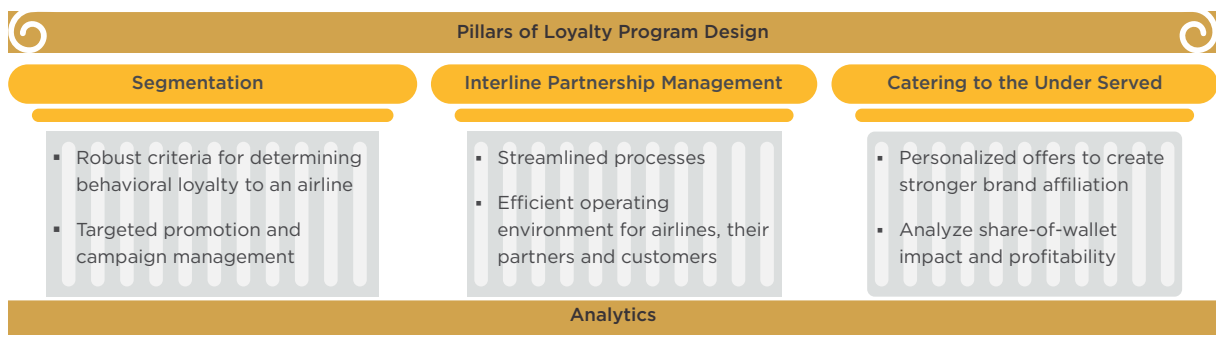 Pillars of Loyalty Program Design
Segmentation
▪ Robust criteria for determining
behavioral loyalty to an airline
▪ Targeted promotion and
campaign management
Interline Partnership Management
▪ Streamlined processes
▪ Efficient operating
environment for airlines, their
partners and customers
Catering to the Under Served
▪ Personalized offers to create
stronger brand affiliation
▪ Analyze share-of-wallet
impact and profitability
Analytics